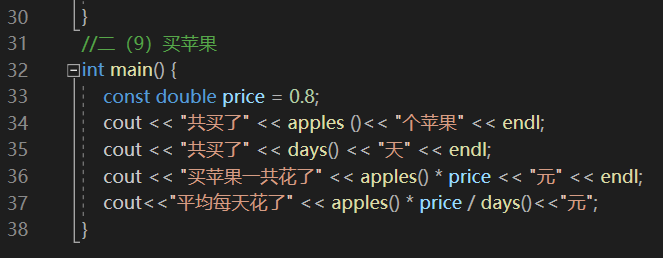 30 }
31 //二（9）买苹果
32 int main() {
33 const double price = 0.8;
34 cout << "共买了" << apples ()<< "个苹果" << endl;
35 cout << "共买了" << days() << "天" << endl;
36 cout << "买苹果一共花了" << apples() * price << "元" << endl;
37 cout<<"平均每天花了" << apples() * price / days()<<"元";
38 }